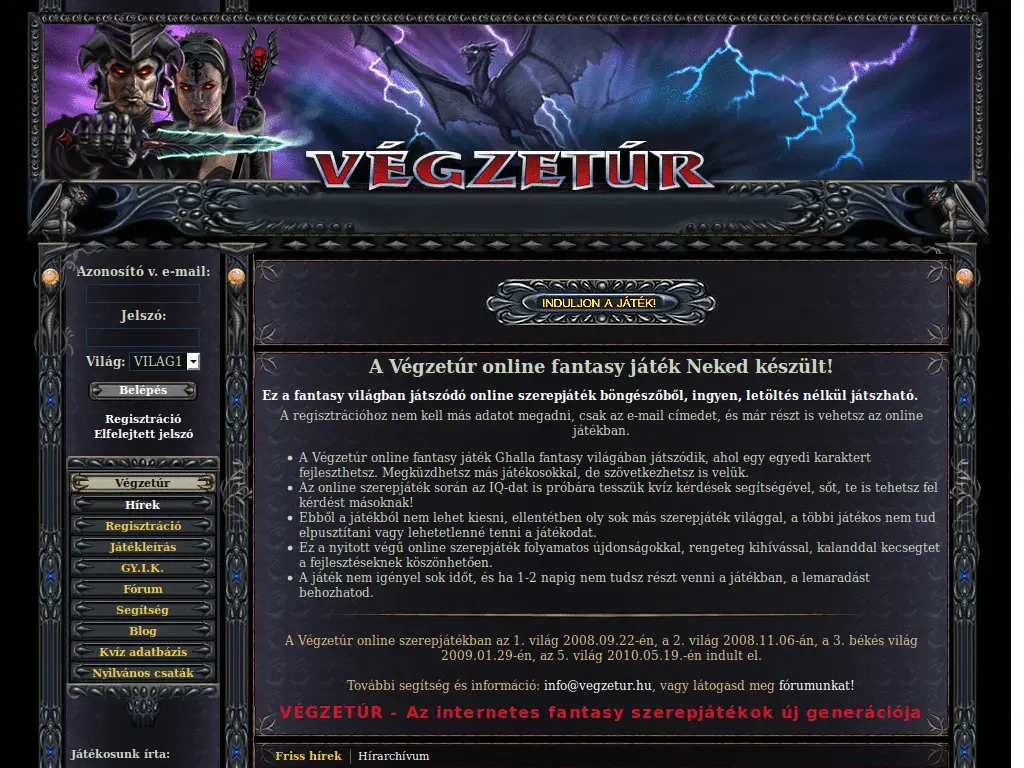 VÉGZETÚR
Azonosító v. e-mail:
Jelszó:
Világ: VILAG1
Belépés
Regisztráció
Elfelejtett jelszó
Végzetúr
Hírek
Regisztráció
Játékleírás
GY.I.K.
Fórum
Segítség
Blog
Kvíz adatbázis
Nyilvános csaták
Játékosunk írta:
INDULJON A JÁTÉK!
A Végzetúr online fantasy játék Neked készült!
Ez a fantasy világban játszódó online szerepjáték böngészőből, ingyen, letöltés nélkül játszható.
A regisztrációhoz nem kell más adatot megadni, csak az e-mail címedet, és már részt is vehetsz az online
játékban.
• A Végzetúr online fantasy játék Ghalla fantasy világában játszódik, ahol egy egyedi karaktert
fejleszthetsz. Megküzdhetsz más játékosokkal, de szövetkezhetsz is velük.
• Az online szerepjáték során az IQ-dat is próbára tesszük kvíz kérdések segítségével, sőt, te is tehetsz fel
kérdést másoknak!
• Ebből a játékból nem lehet kiesni, ellentétben oly sok más szerepjáték világgal, a többi játékos nem tud
elpusztítani vagy lehetetlenné tenni a játékodat.
• Ez a nyitott végű online szerepjáték folyamatos újdonságokkal, rengeteg kihívással, kalanddal kecsegtet
a fejlesztéseknek köszönhetően.
• A játék nem igényel sok időt, és ha 1-2 napig nem tudsz részt venni a játékban, a lemaradást
behozhatod.
A Végzetúr online szerepjátékban az 1. világ 2008.09.22-én, a 2. világ 2008.11.06-án, a 3. békés világ
2009.01.29-én, az 5. világ 2010.05.19.-én indult el.
További segítség és információ: info@vegzetur.hu, vagy látogasd meg fórumunkat!
VÉGZETÚR - Az internetes fantasy szerepjátékok új generációja
Friss hírek | Hírarchívum